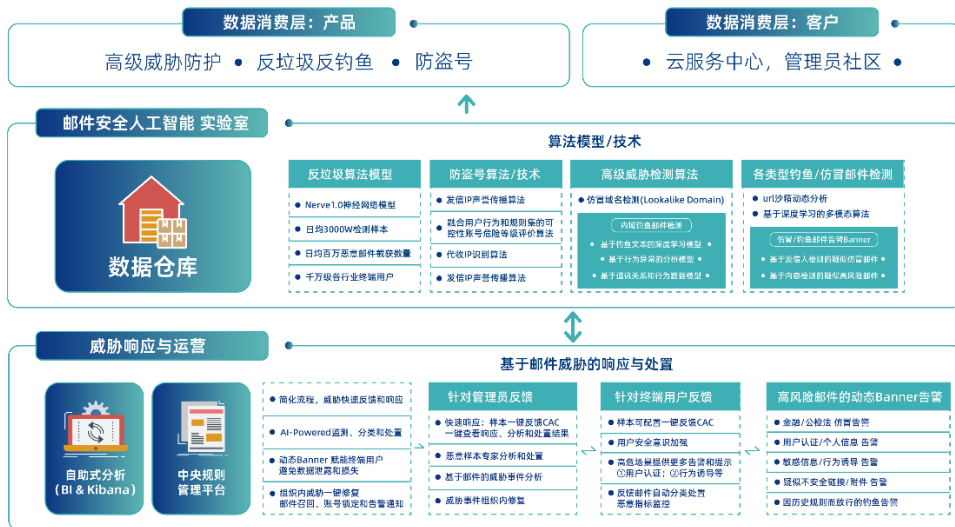 数据消费层：产品
高级威胁防护 • 反垃圾反钓鱼 • 防盗号
数据消费层：客户
• 云服务中心，管理员社区 •
邮件安全人工智能 实验室
数据仓库
算法模型/技术
反垃圾算法模型
• Nerve1.0神经网络模型
• 日均3000W检测样本
• 日均百万恶意邮件截获数量
• 千万级各行业终端用户
防盗号算法/技术
• 发信IP声誉传播算法
• 融合用户行为和规则集的可
控性账号危险等级评价算法
• 代收IP识别算法
• 发信IP声誉传播算法
高级威胁检测算法
• 仿冒域名检测(Lookalike Domain)
内域钓鱼邮件检测
• 基于钓鱼文本的深度学习模型
• 基于行为异常的分析模型
• 基于通讯关系和行为数据模型
各类型钓鱼/仿冒邮件检测
• url沙箱动态分析
• 基于深度学习的多模态算法
仿冒/钓鱼邮件告警Banner
• 基于发信人检测的疑似仿冒邮件
• 基于内容检测的疑似高风险邮件
威胁响应与运营
自助式分析
(BI & Kibana)
中央规则
管理平台
基于邮件威胁的响应与处置
• 简化流程，威胁快速反馈和响应
• AI-Powered监测、分类和处置
• 动态Banner 赋能终端用户
避免数据泄露和损失
• 组织内威胁一键修复
邮件召回、账号锁定和告警通知
针对管理员反馈
• 快速响应：样本一键反馈CAC
一键查看响应、分析和处置结果
• 恶意样本专家分析和处置
• 基于邮件的威胁事件分析
• 威胁事件组织内修复
针对终端用户反馈
• 样本可配置一键反馈CAC
• 用户安全意识加强
• 高危场景提供更多告警和提示
①用户认证；②行为诱导等
• 反馈邮件自动分类处置
恶意指标监控
高风险邮件的动态Banner告警
• 金融/公检法 仿冒告警
• 用户认证/个人信息 告警
• 敏感信息/行为诱导 告警
• 疑似不安全链接/附件 告警
• 因历史规则而放行的钓鱼告警